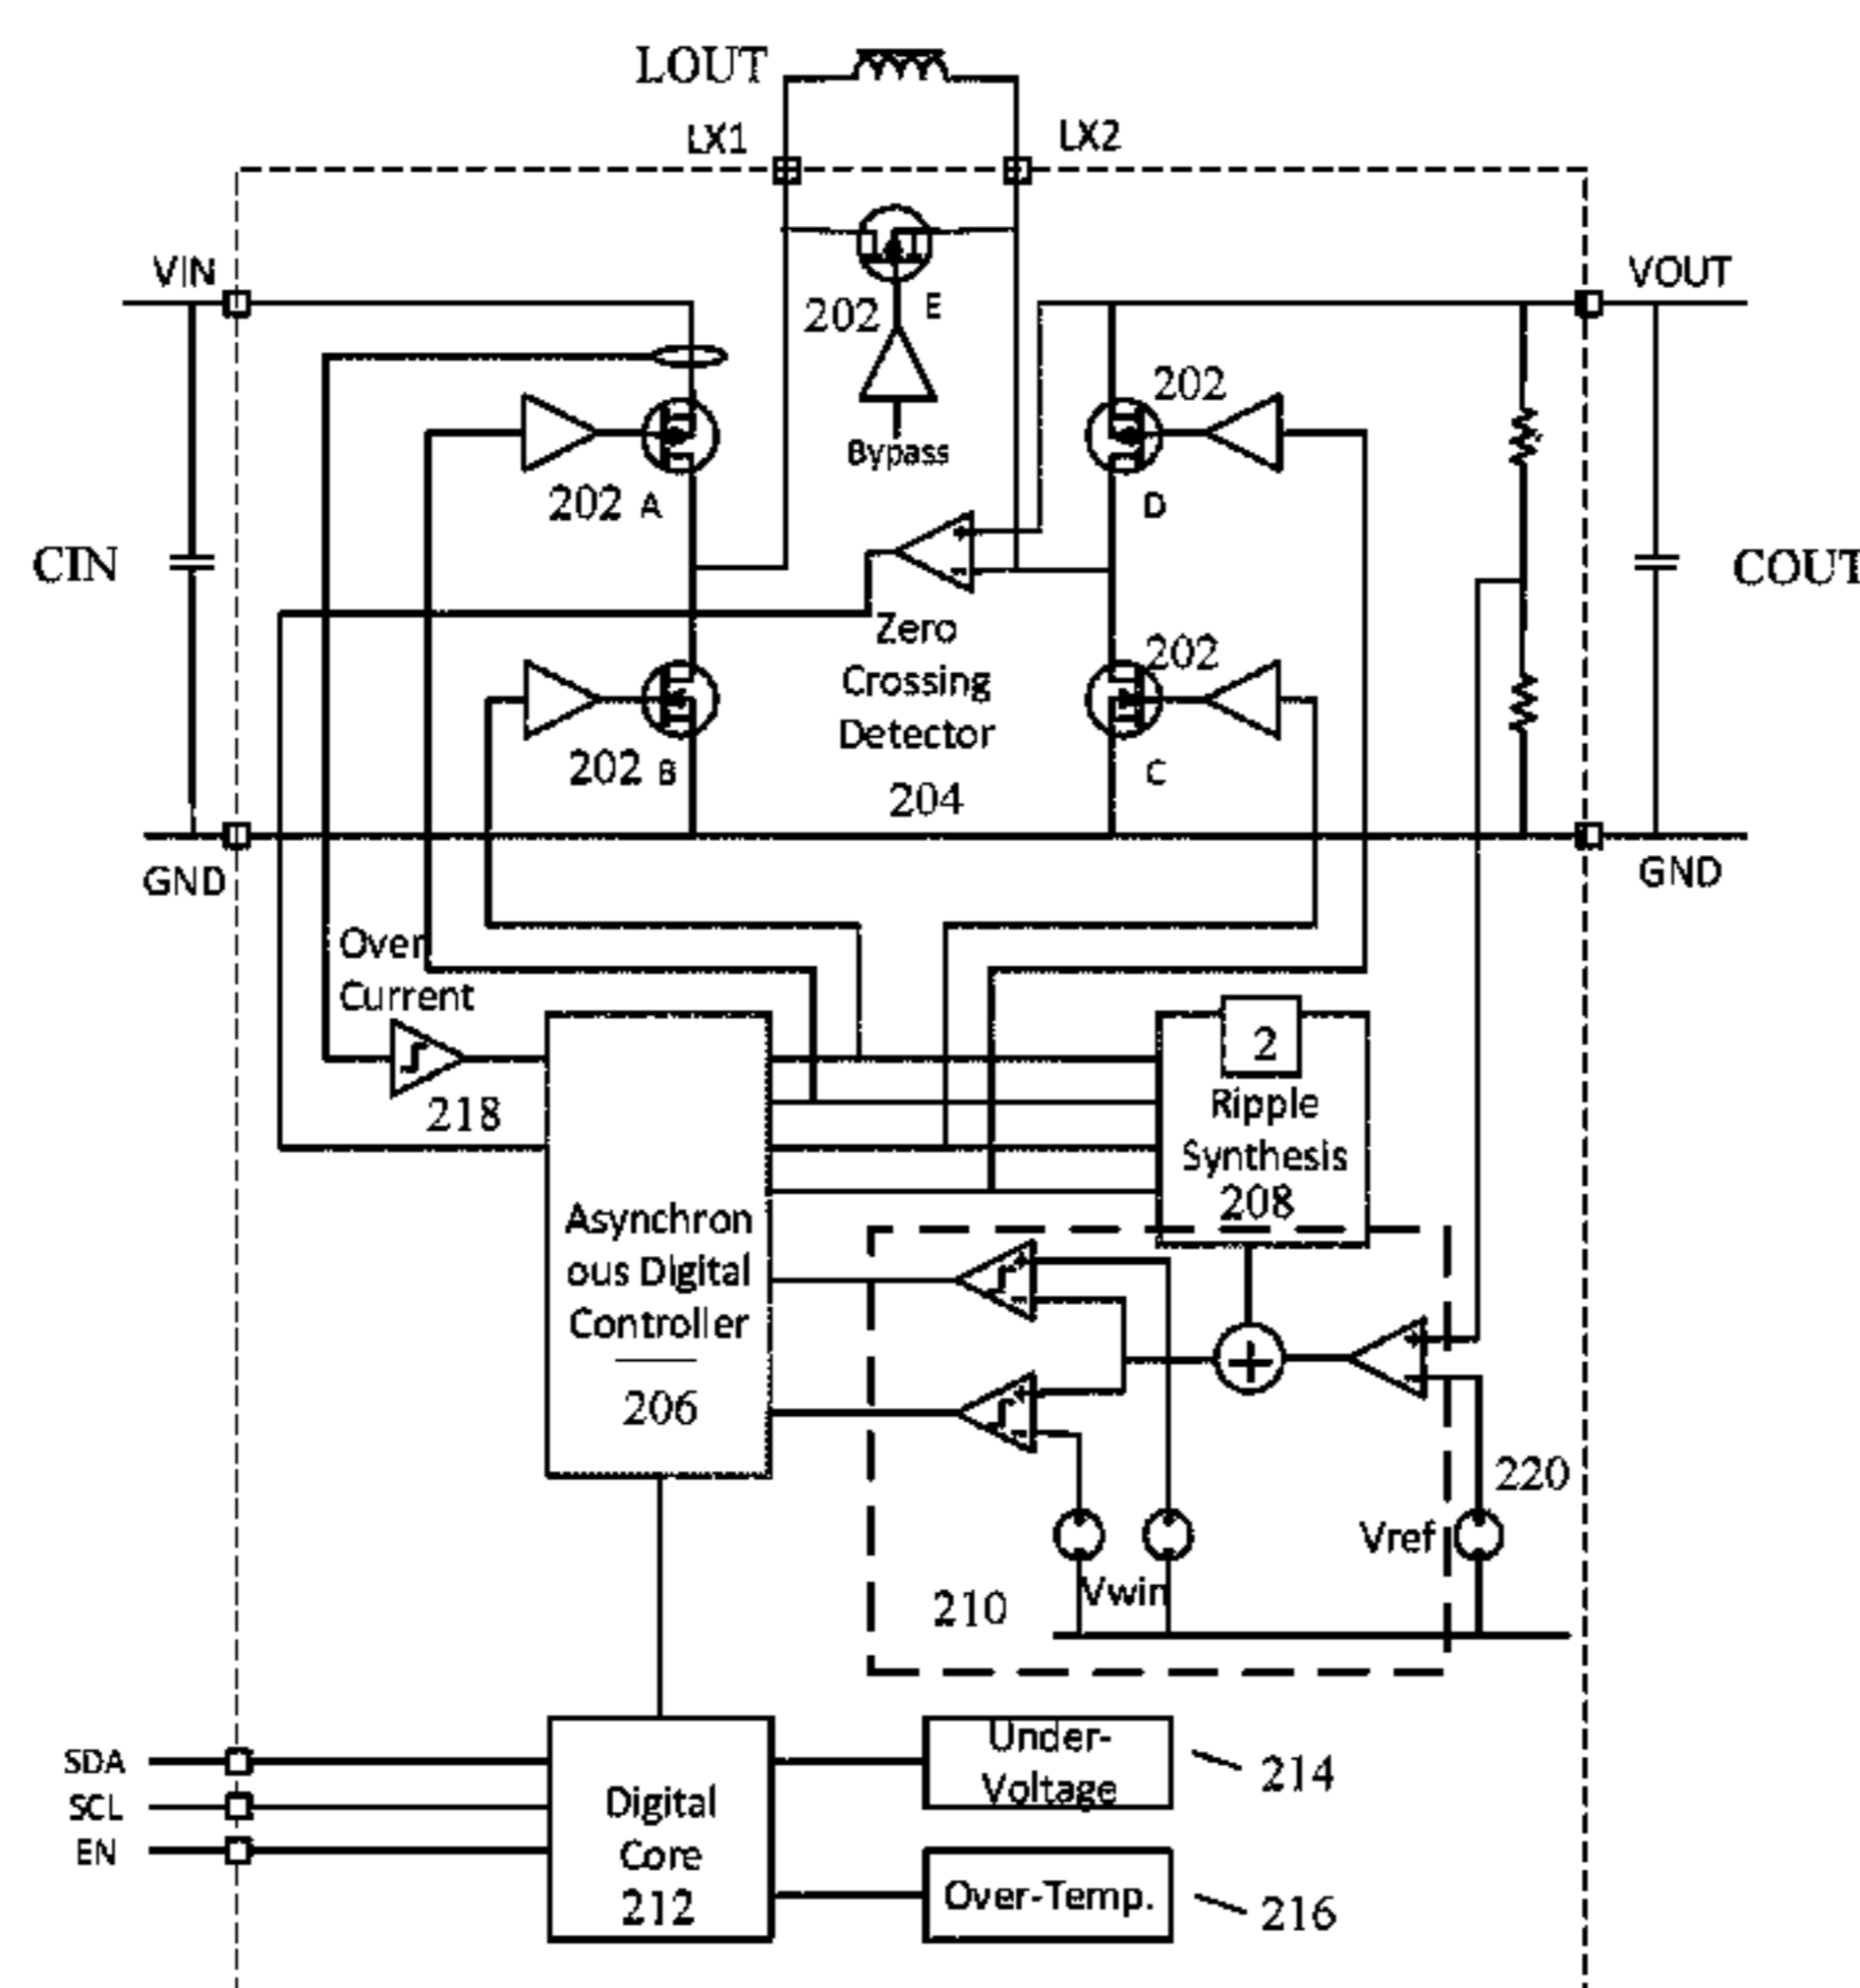 LOUT
LX1
LX2
VIN
VOUT
202 E
202
Bypass
202 A
D
CIN
COUT
Zero
Crossing
Detector
204
202
202 B
C
GND
GND
Over
Current
218
2
Ripple
Synthesis
208
Asynchron
ous Digital
Controller
206
220
Vref
Vwin
210
SDA
SCL
EN
Digital
Core
212
Under-
Voltage
214
Over-Temp.
216